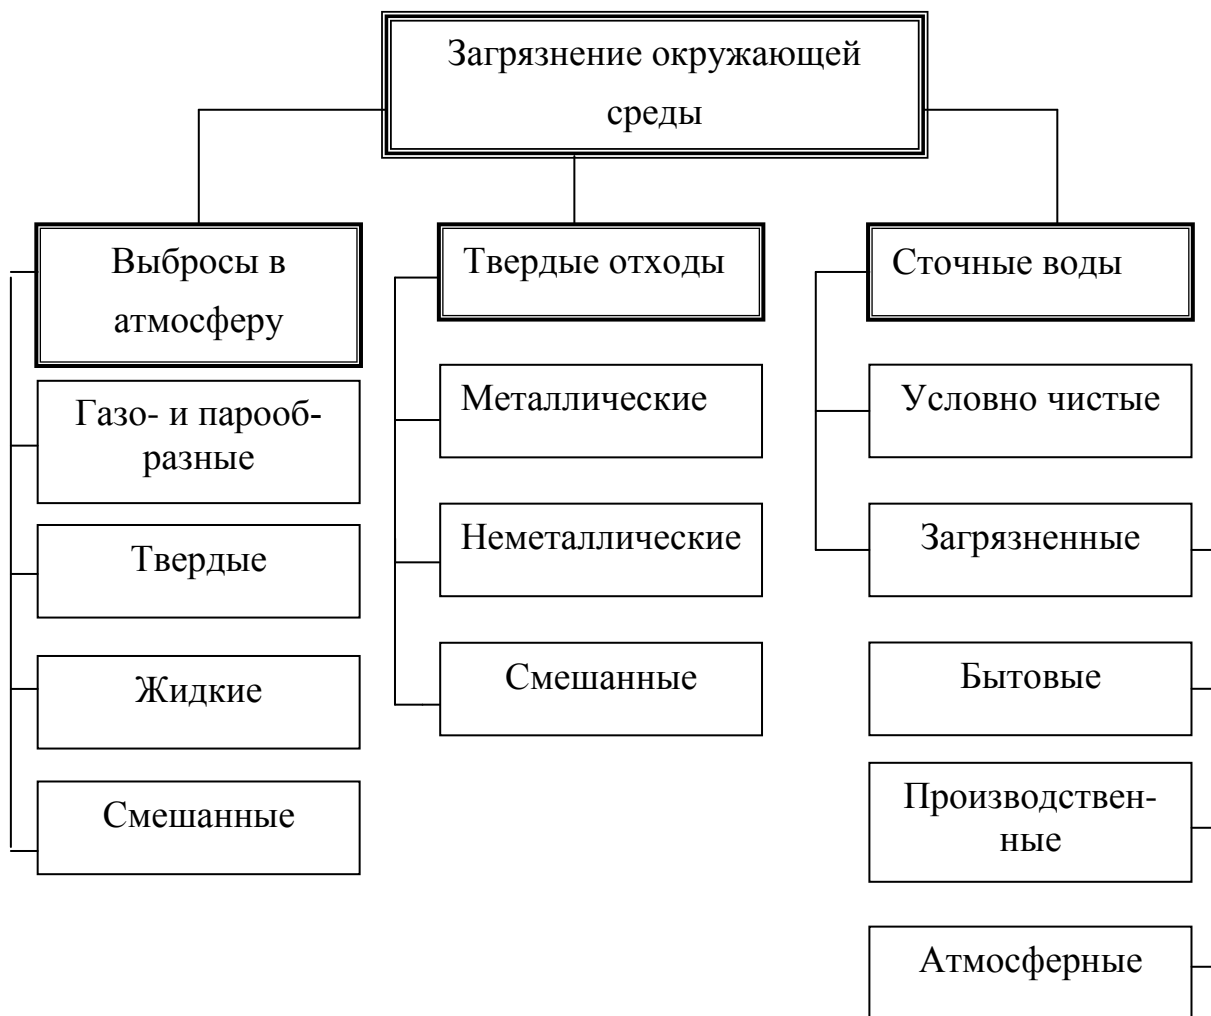 Загрязнение окружающей
среды
Выбросы в
атмосферу
Газо- и парооб-
разные
Твердые
Жидкие
Смешанные
Твердые отходы
Металлические
Неметаллические
Смешанные
Сточные воды
Условно чистые
Загрязненные
Бытовые
Производствен-
ные
Атмосферные